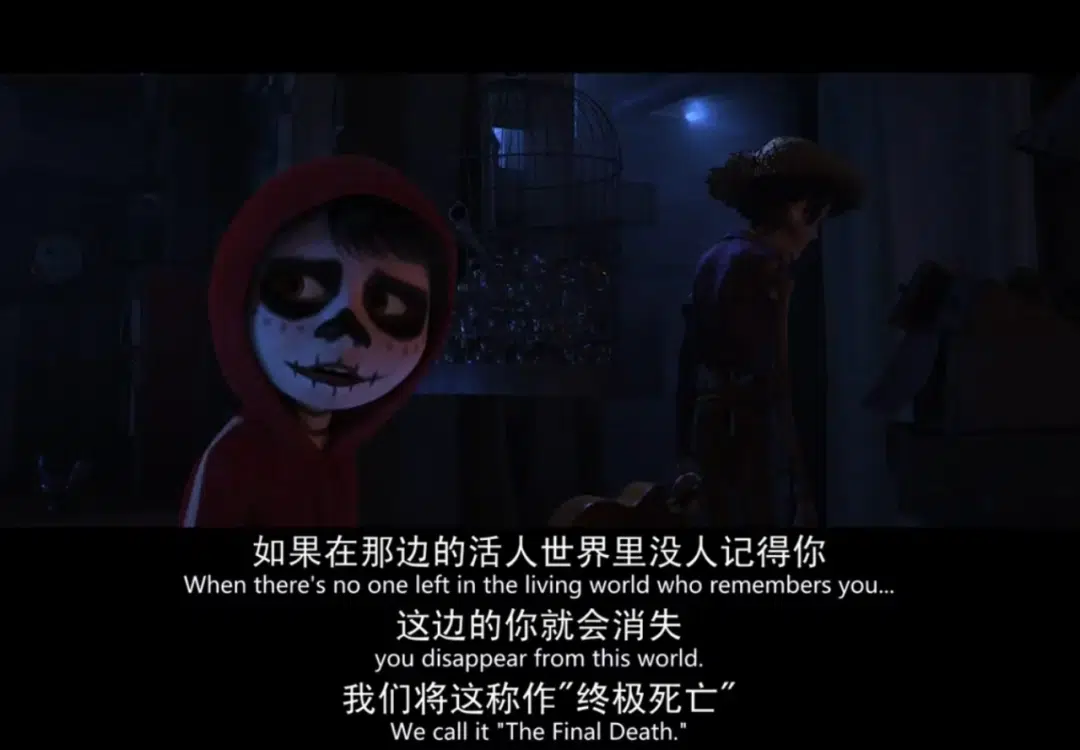 如果在那边的活人世界里没人记得你
When there's no one left in the living world who remembers you...
这边的你就会消失
you disappear from this world.
我们将这称作"终极死亡"
We call it "The Final Death."